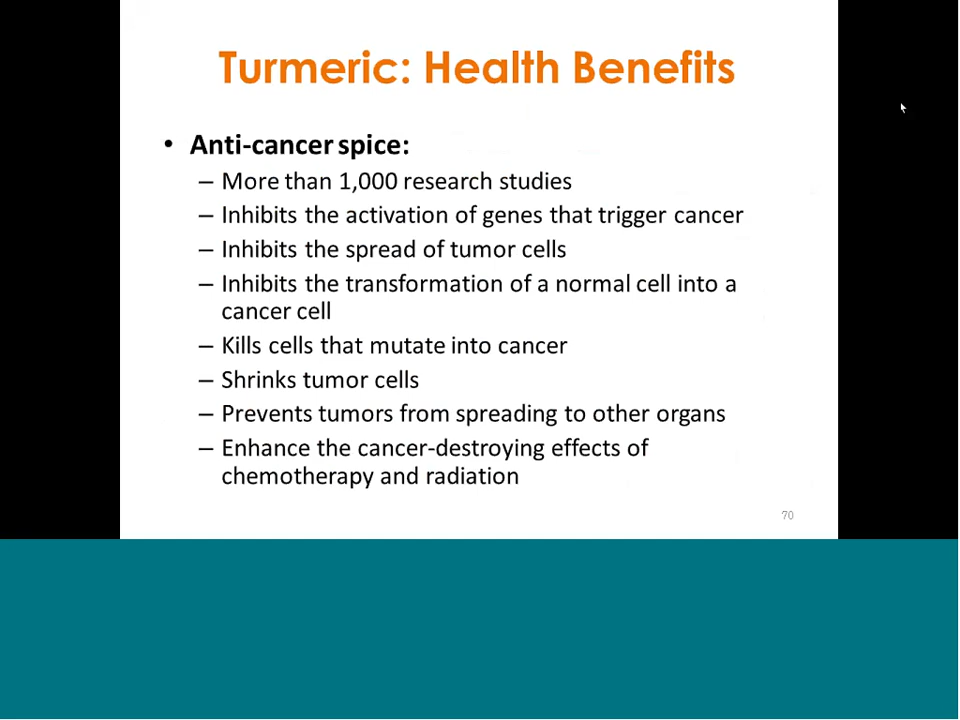 Turmeric: Health Benefits
• Anti-cancer spice:
– More than 1,000 research studies
– Inhibits the activation of genes that trigger cancer
– Inhibits the spread of tumor cells
– Inhibits the transformation of a normal cell into a
cancer cell
– Kills cells that mutate into cancer
– Shrinks tumor cells
– Prevents tumors from spreading to other organs
– Enhance the cancer-destroying effects of
chemotherapy and radiation
70